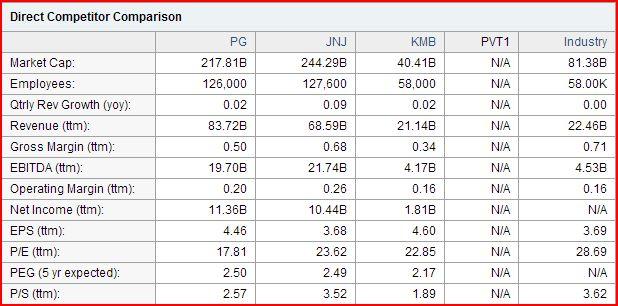 Direct Competitor Comparison
PG JNJ KMB PVT1 Industry
Market Cap: 217.81B 244.29B 40.41B N/A 81.38B
Employees: 126,000 127,600 58,000 N/A 58.00K
Qtrly Rev Growth (yoy): 0.02 0.09 0.02 N/A 0.00
Revenue (ttm): 83.72B 68.59B 21.14B N/A 22.46B
Gross Margin (ttm): 0.50 0.68 0.34 N/A 0.71
EBITDA (ttm): 19.70B 21.74B 4.17B N/A 4.53B
Operating Margin (ttm): 0.20 0.26 0.16 N/A 0.16
Net Income (ttm): 11.36B 10.44B 1.81B N/A N/A
EPS (ttm): 4.46 3.68 4.60 N/A 3.69
P/E (ttm): 17.81 23.62 22.85 N/A 28.69
PEG (5 yr expected): 2.50 2.49 2.17 N/A N/A
P/S (ttm): 2.57 3.52 1.89 N/A 3.62